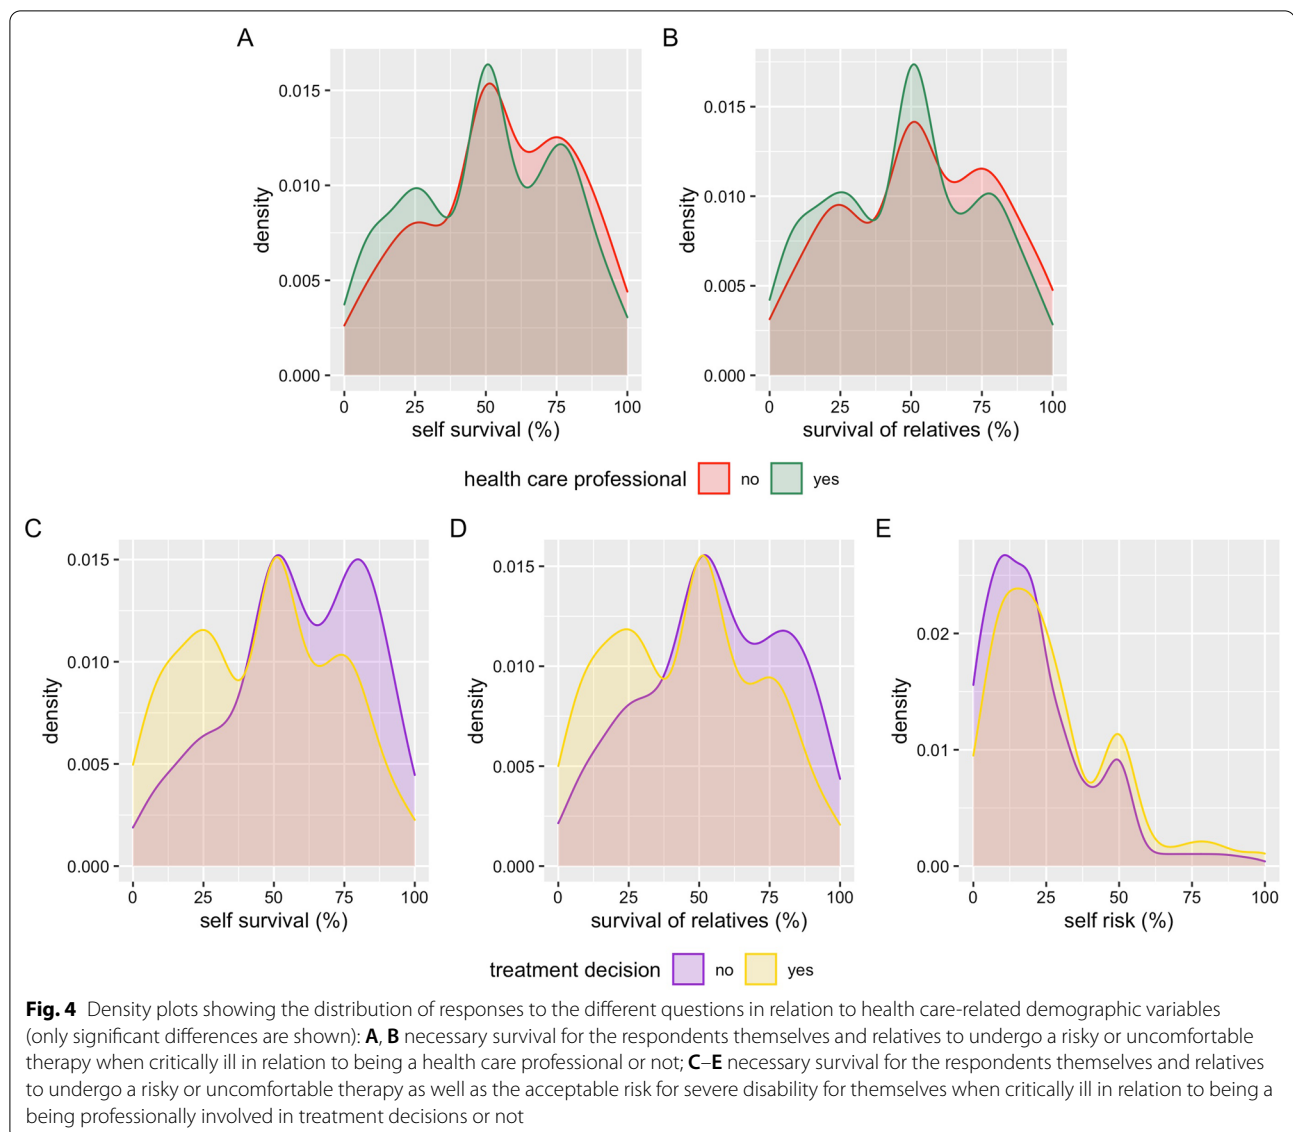 A
B
0.015
0.010
0.005
0.000
density
0 25 50 75 100
self survival (%)
0.015
0.010
0.005
0.000
density
0 25 50 75 100
survival of relatives (%)
health care professional no yes
C
D
E
0.015
0.010
0.005
0.000
density
0 25 50 75 100
self survival (%)
0.015
0.010
0.005
0.000
density
0 25 50 75 100
survival of relatives (%)
0.02
0.01
0.00
density
0 25 50 75 100
self risk (%)
treatment decision no yes
Fig. 4 Density plots showing the distribution of responses to the different questions in relation to health care-related demographic variables
(only significant differences are shown): A, B necessary survival for the respondents themselves and relatives to undergo a risky or uncomfortable
therapy when critically ill in relation to being a health care professional or not; C–E necessary survival for the respondents themselves and relatives
to undergo a risky or uncomfortable therapy as well as the acceptable risk for severe disability for themselves when critically ill in relation to being a
being professionally involved in treatment decisions or not